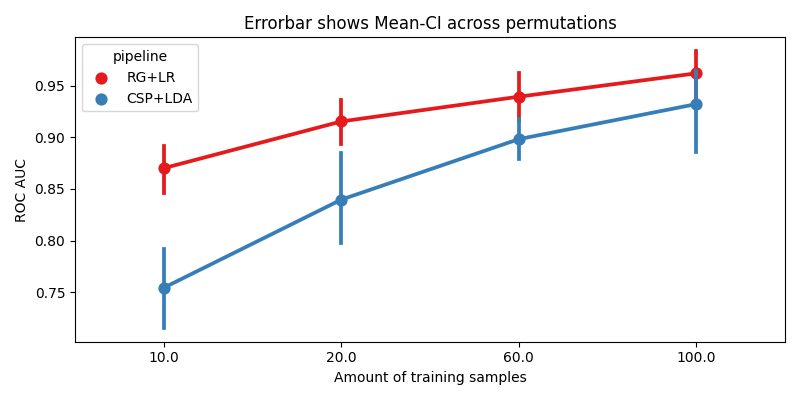 Errorbar shows Mean-CI across permutations
pipeline
RG+LR
CSP+LDA
ROC AUC
0.95
0.90
0.85
0.80
0.75
10.0 20.0 60.0 100.0
Amount of training samples